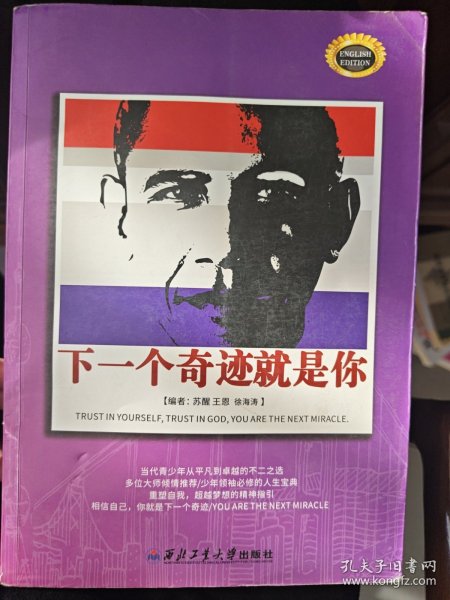 ENGLISH
EDITION
下一个奇迹就是你
【编者：苏醒 王恩 徐海涛】
TRUST IN YOURSELF, TRUST IN GOD, YOU ARE THE NEXT MIRACLE.
当代青少年从平凡到卓越的不二之选
多位大师倾情推荐/少年领袖必修的人生宝典
重塑自我，超越梦想的精神指引
相信自己，你就是下一个奇迹/YOU ARE THE NEXT MIRACLE
西北工业大学出版社
孔夫子旧书网
www.kongfz.com